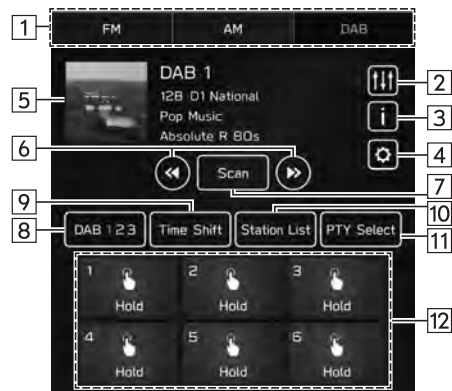 1 FM AM DAB
DAB 1
128 D1 National
Pop Music
Absolute R 80s
2
3
4
5
6
Scan
7
9
10
8 DAB 1 2 3 Time Shift Station List PTY Select 11
1 2 3
Hold Hold Hold
12
4 5 6
Hold Hold Hold